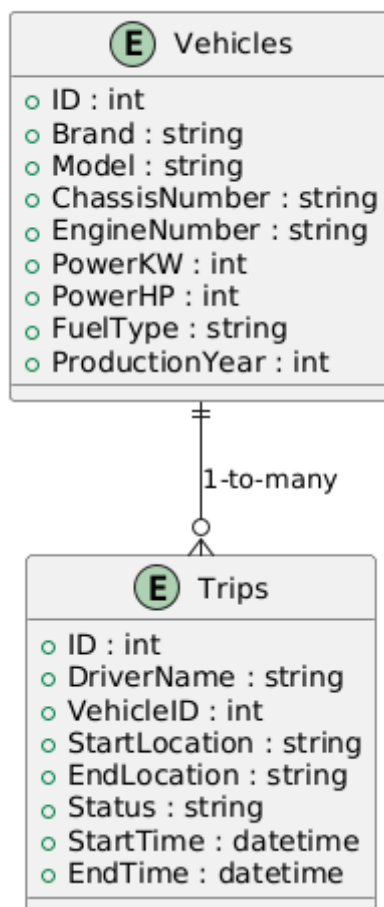 E Vehicles
ID : int
Brand : string
Model : string
ChassisNumber : string
EngineNumber : string
PowerKW : int
PowerHP : int
FuelType : string
ProductionYear : int
1-to-many
E Trips
ID : int
DriverName : string
VehicleID : int
StartLocation : string
EndLocation : string
Status : string
StartTime : datetime
EndTime : datetime